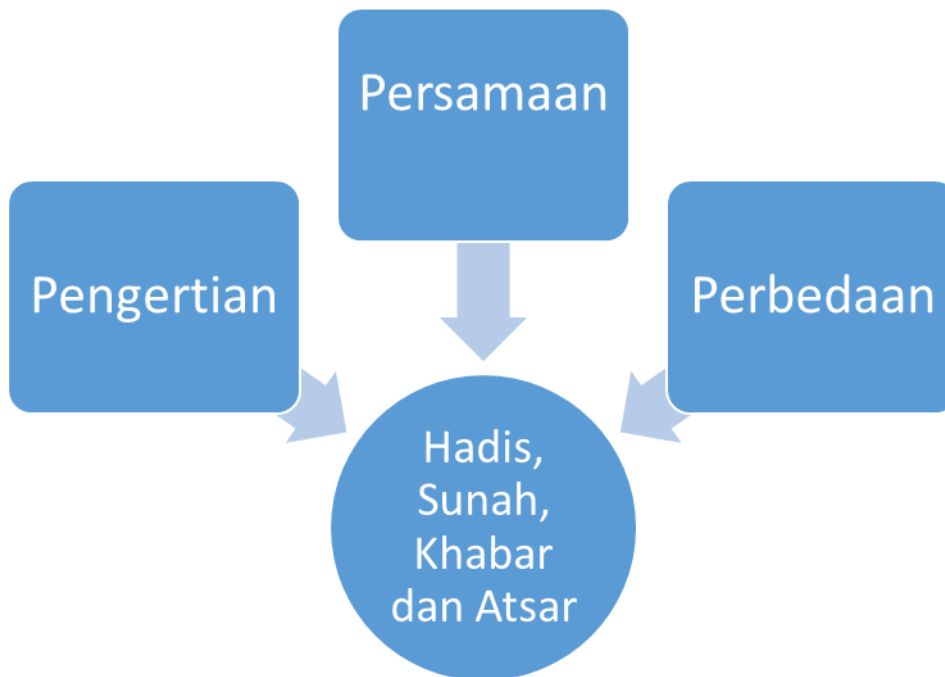 Persamaan
Pengertian
Perbedaan
Hadis,
Sunah,
Khabar
dan Atsar